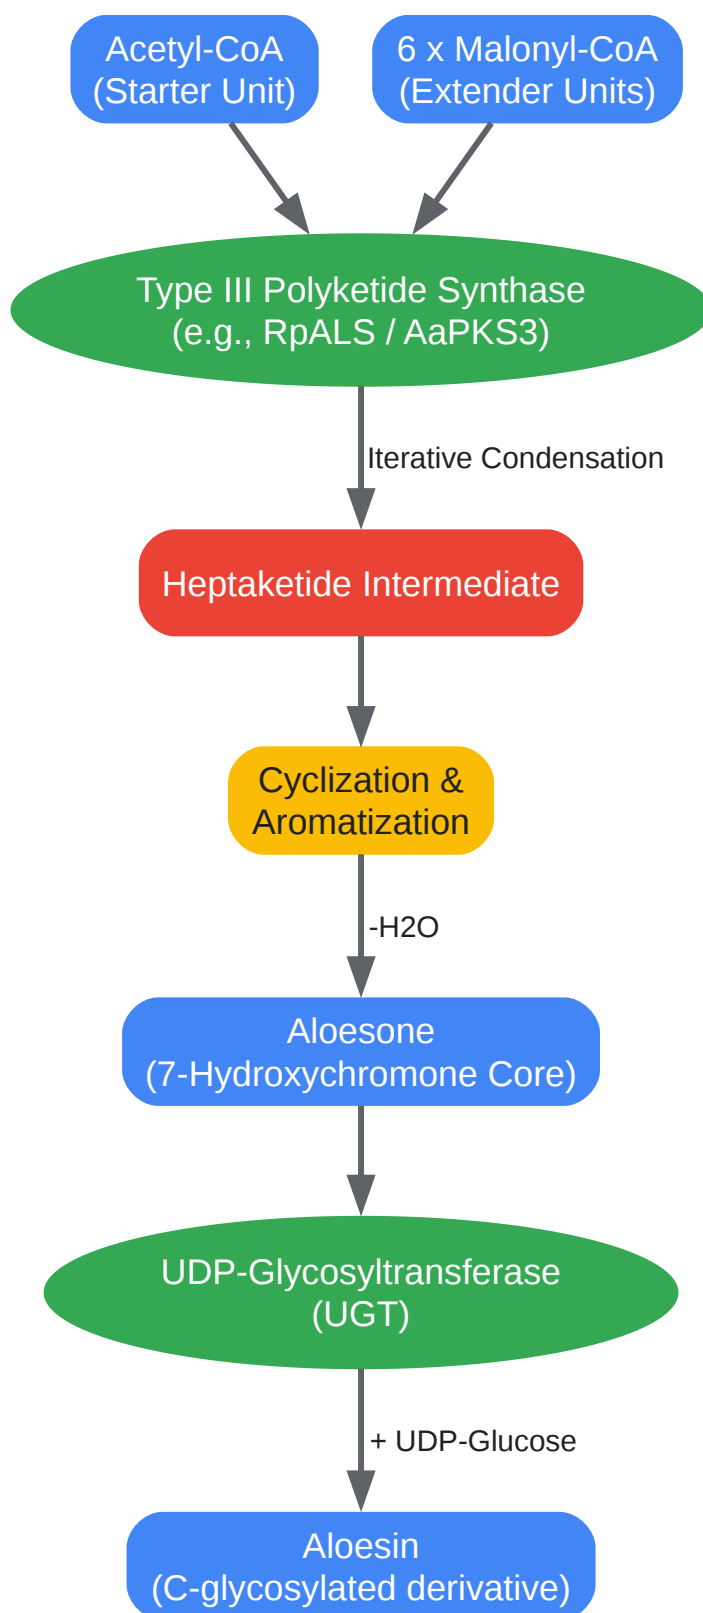 Acetyl-CoA
(Starter Unit)
6 x Malonyl-CoA
(Extender Units)
Type III Polyketide Synthase
(e.g., RpALS / AaPKS3)
Iterative Condensation
Heptaketide Intermediate
Cyclization &
Aromatization
-H2O
Aloesone
(7-Hydroxychromone Core)
UDP-Glycosyltransferase
(UGT)
+ UDP-Glucose
Aloesin
(C-glycosylated derivative)